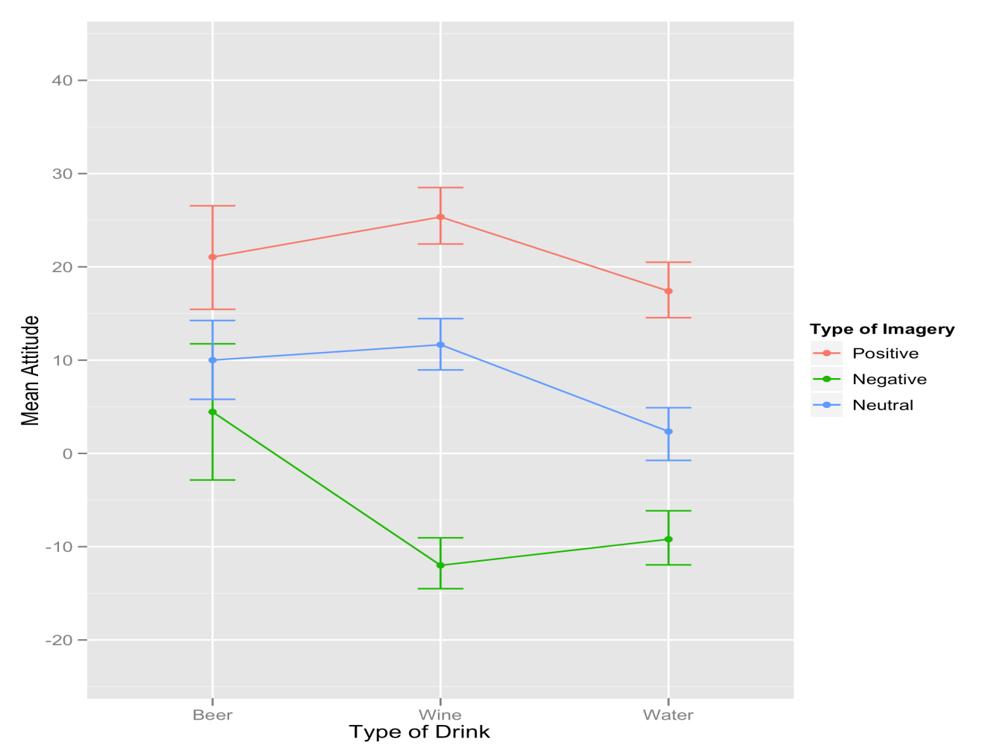 40
30
20
10
0
-10
-20
Mean Attitude
Beer
Wine
Water
Type of Drink
Type of Imagery
Positive
Negative
Neutral